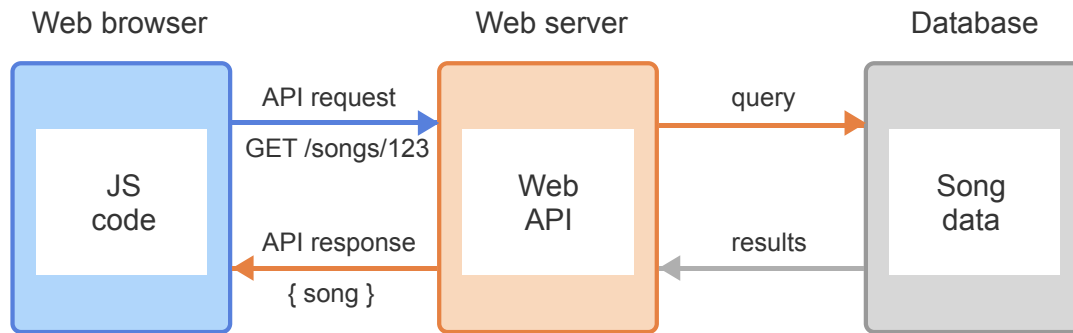 Web browser
Web server
Database
API request
GET /songs/123
query
JS
code
Web
API
Song
data
API response
{ song }
results